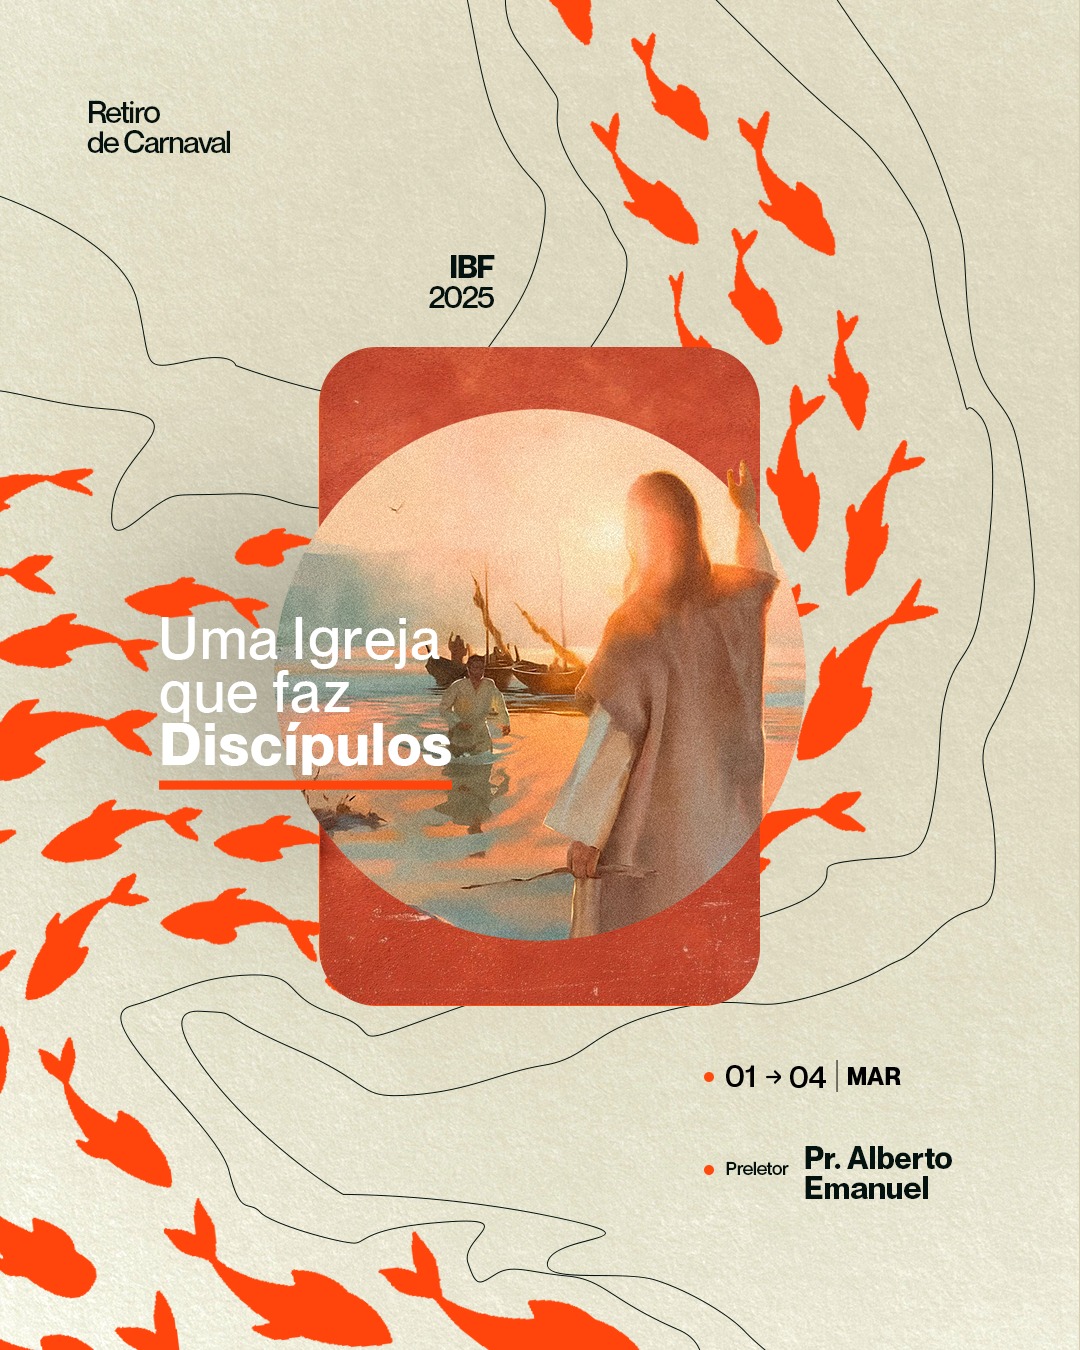 Retiro
de Carnaval
IBF
2025
Uma Igreja
que faz
Discípulos
01 → 04 | MAR
Preletor
Pr. Alberto
Emanuel